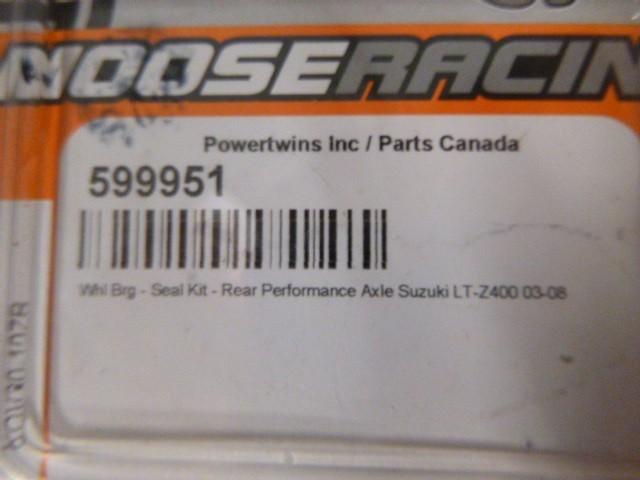 MOOSERACIN
Powertwins Inc / Parts Canada
599951
Whl Brg - Seal Kit - Rear Performance Axle Suzuki LT-Z400 03-08